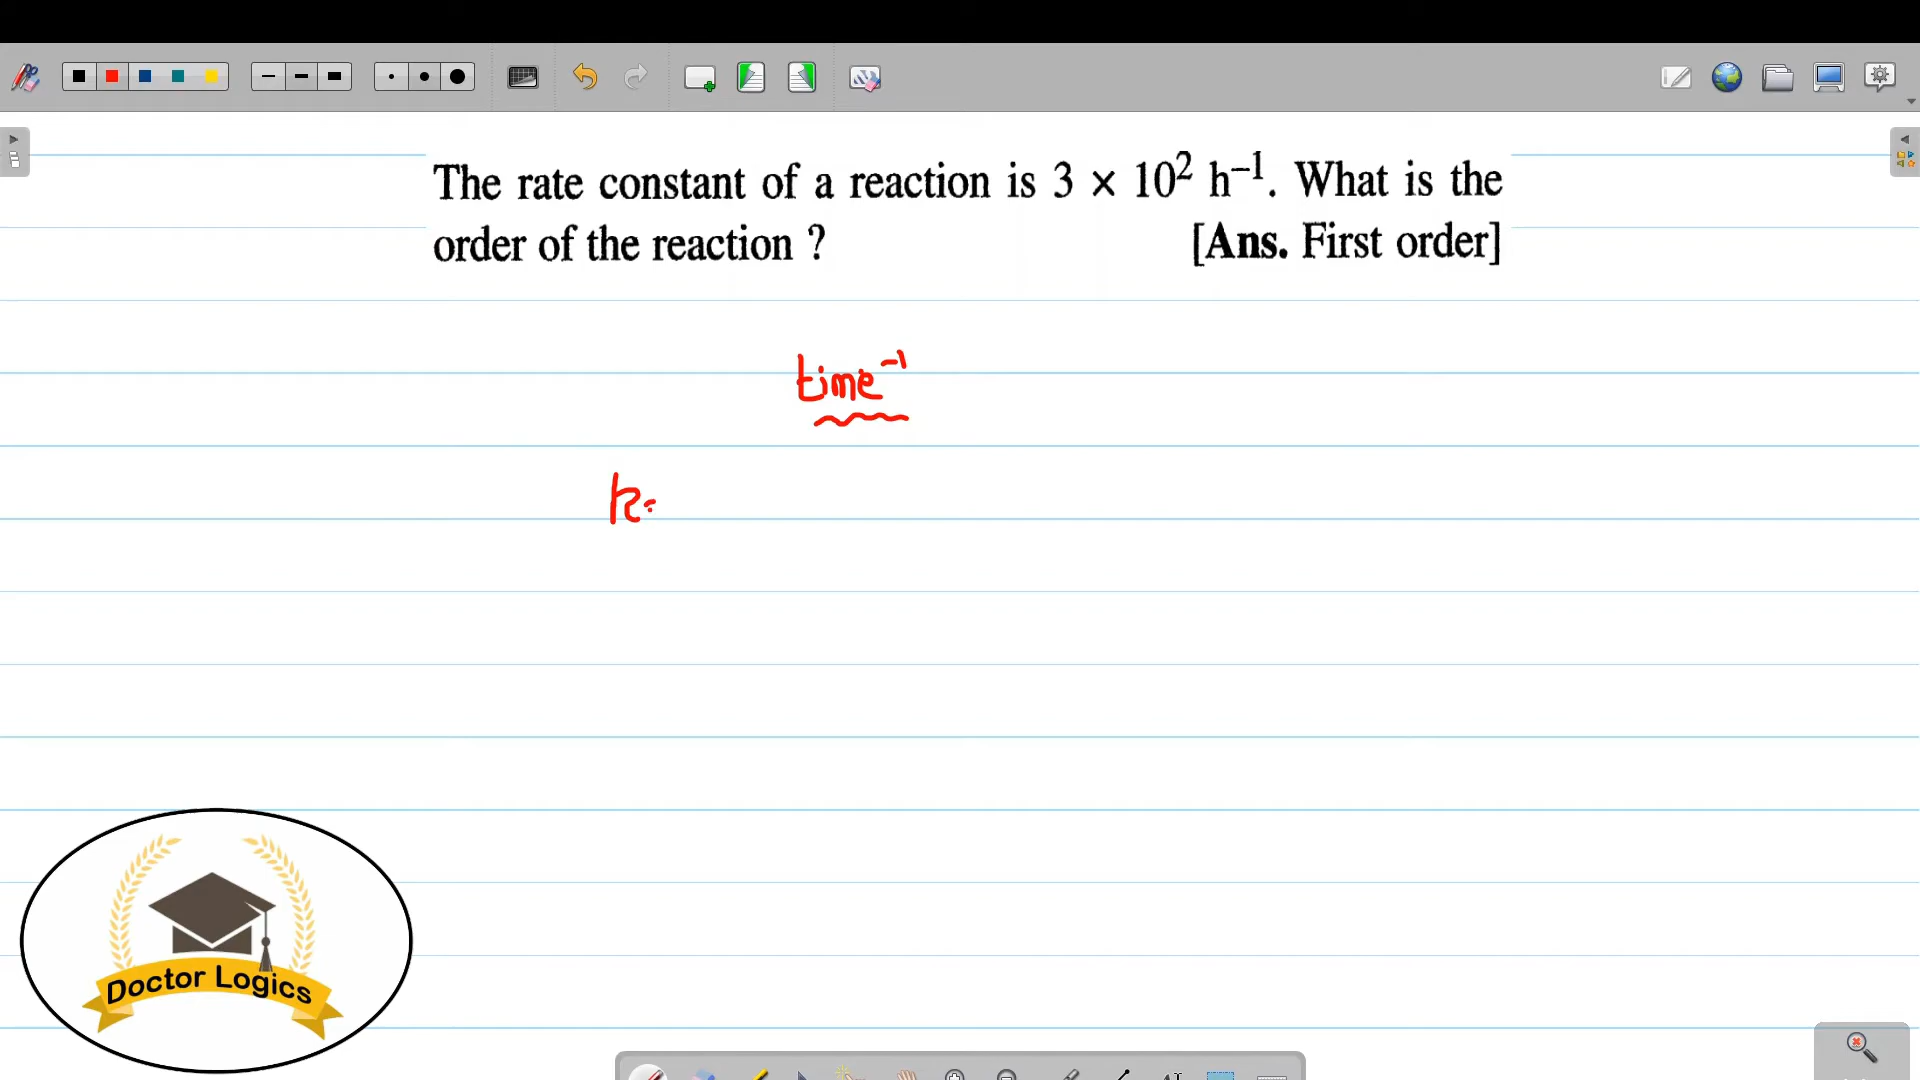 The rate constant of a reaction is 3 × 10² h⁻¹. What is the
order of the reaction ? [Ans. First order]
time⁻¹
k=
Doctor Logics